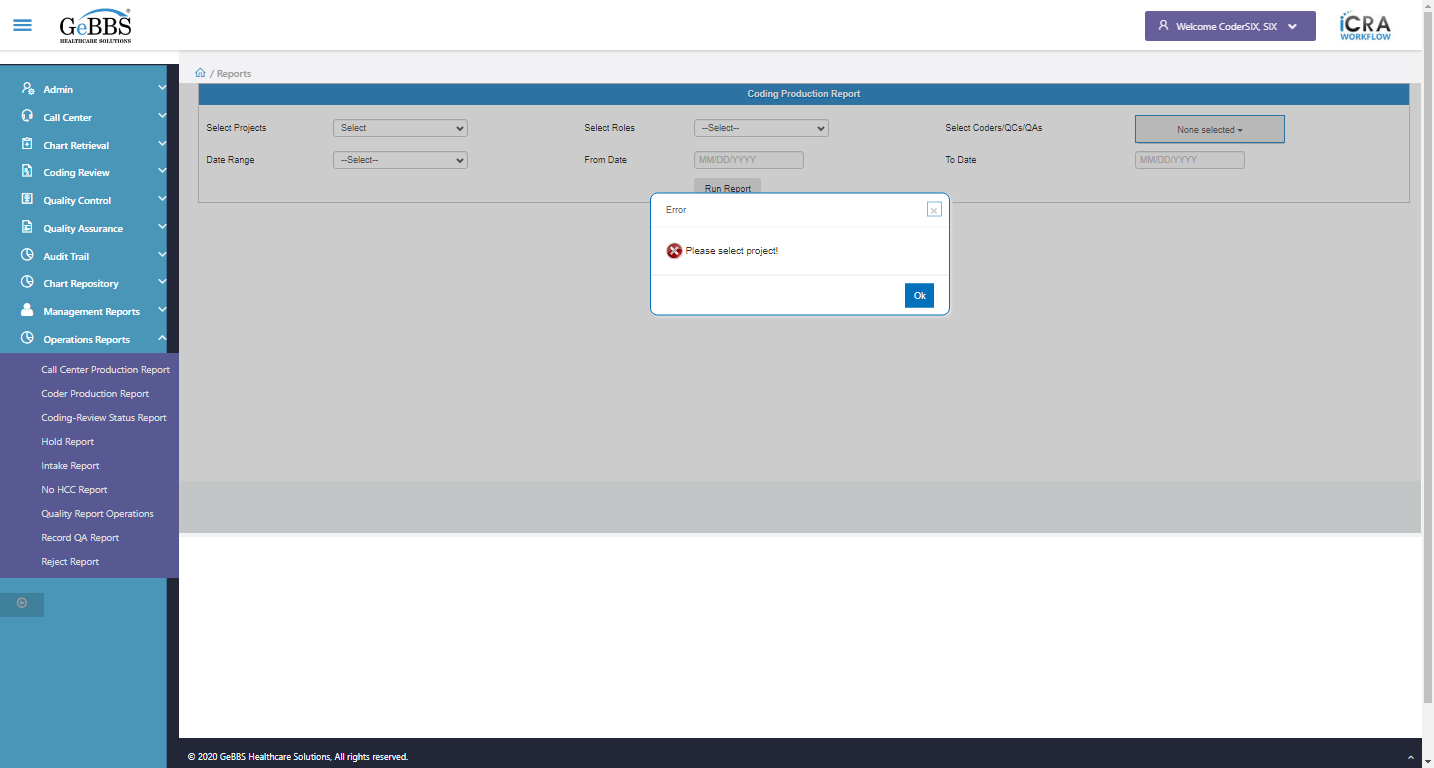 GeBBS®
HEALTHCARE SOLUTIONS
Welcome CoderSIX, SIX
iCRA
WORKFLOW
/ Reports
Admin
Call Center
Chart Retrieval
Coding Review
Quality Control
Quality Assurance
Audit Trail
Chart Repository
Management Reports
Operations Reports
Call Center Production Report
Coder Production Report
Coding-Review Status Report
Hold Report
Intake Report
No HCC Report
Quality Report Operations
Record QA Report
Reject Report
Coding Production Report
Select Projects
Select
Select Roles
--Select--
Select Coders/QCs/QAs
None selected
Date Range
--Select--
From Date
MM/DD/YYYY
To Date
MM/DD/YYYY
Run Report
Error
Please select project!
Ok
© 2020 GeBBS Healthcare Solutions, All rights reserved.